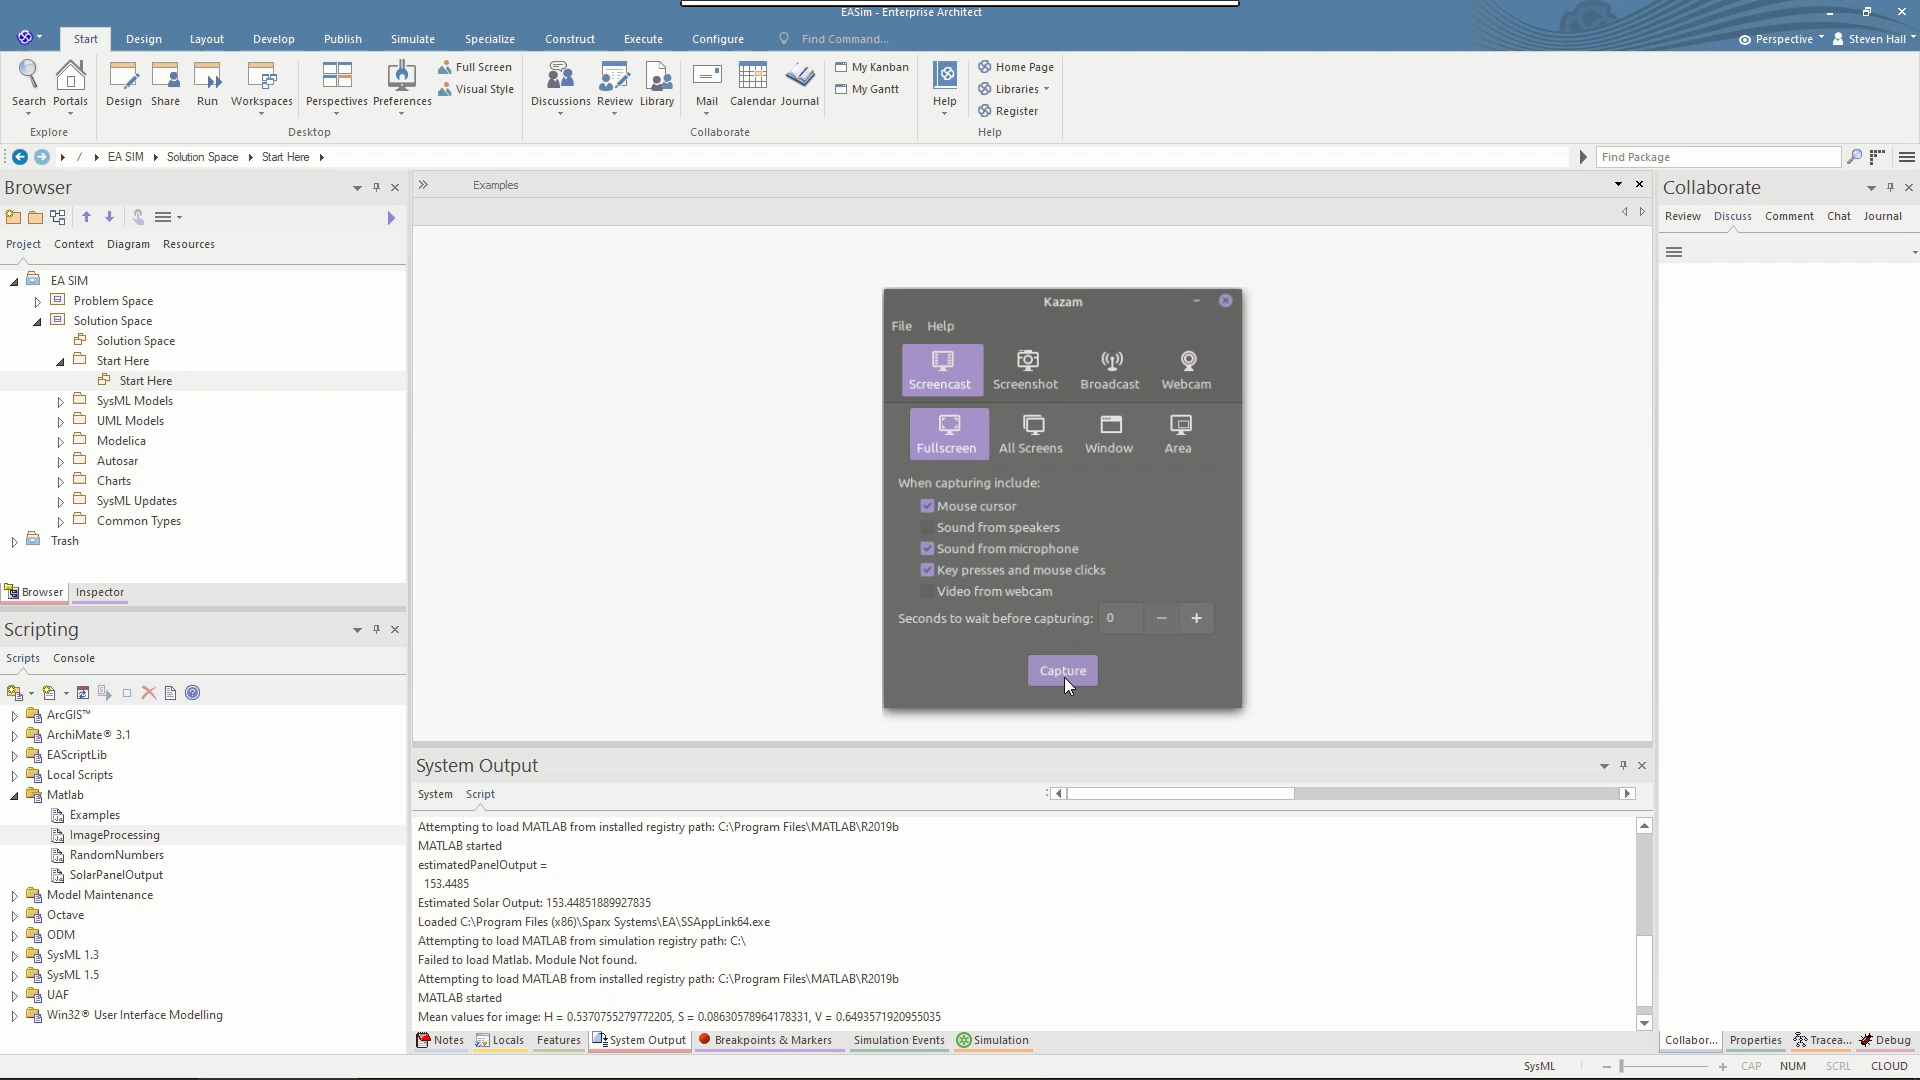 EASim - Enterprise Architect
Start Design Layout Develop Publish Simulate Specialize Construct Execute Configure Find Command... Perspective Steven Hall
Full Screen My Kanban Home Page
Visual Style My Gantt Libraries
Search Portals Design Share Run Workspaces Perspectives Preferences Discussions Review Library Mail Calendar Journal Help
Register
Explore Desktop Collaborate Help
/ EA SIM Solution Space Start Here Find Package
Browser
Project Context Diagram Resources
EA SIM
Problem Space
Solution Space
Solution Space
Start Here
Start Here
SysML Models
UML Models
Modelica
Autosar
Charts
SysML Updates
Common Types
Trash
Browser Inspector
Scripting
Scripts Console
ArcGIS™
ArchiMate® 3.1
EAScriptLib
Local Scripts
Matlab
Examples
ImageProcessing
RandomNumbers
SolarPanelOutput
Model Maintenance
Octave
ODM
SysML 1.3
SysML 1.5
UAF
Win32® User Interface Modelling
Examples
Kazam
File Help
Screencast Screenshot Broadcast Webcam
Fullscreen All Screens Window Area
When capturing include:
Mouse cursor
Sound from speakers
Sound from microphone
Key presses and mouse clicks
Video from webcam
Seconds to wait before capturing: 0 − +
Capture
System Output
System Script
Attempting to load MATLAB from installed registry path: C:\Program Files\MATLAB\R2019b
MATLAB started
estimatedPanelOutput =
153.4485
Estimated Solar Output: 153.44851889927835
Loaded C:\Program Files (x86)\Sparx Systems\EA\SSAppLink64.exe
Attempting to load MATLAB from simulation registry path: C:\
Failed to load Matlab. Module Not found.
Attempting to load MATLAB from installed registry path: C:\Program Files\MATLAB\R2019b
MATLAB started
Mean values for image: H = 0.5370755279772205, S = 0.08630578964178331, V = 0.6493571920955035
Notes Locals Features System Output Breakpoints & Markers Simulation Events Simulation
Collaborate
Review Discuss Comment Chat Journal
Collabor... Properties Tracea... Debug
SysML CAP NUM SCRL CLOUD